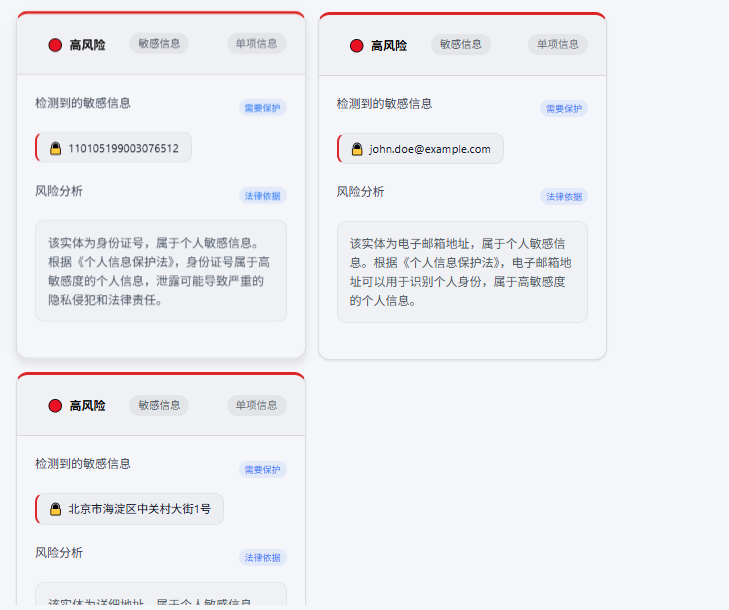 高风险 敏感信息 单项信息
检测到的敏感信息 需要保护
110105199003076512
风险分析 法律依据
该实体为身份证号，属于个人敏感信息。
根据《个人信息保护法》，身份证号属于高
敏感度的个人信息，泄露可能导致严重的
隐私侵犯和法律责任。
高风险 敏感信息 单项信息
检测到的敏感信息 需要保护
john.doe@example.com
风险分析 法律依据
该实体为电子邮箱地址，属于个人敏感信
息。根据《个人信息保护法》，电子邮箱地
址可以用于识别个人身份，属于高敏感度
的个人信息。
高风险 敏感信息 单项信息
检测到的敏感信息 需要保护
北京市海淀区中关村大街1号
风险分析 法律依据
该实体为详细地址，属于个人敏感信息